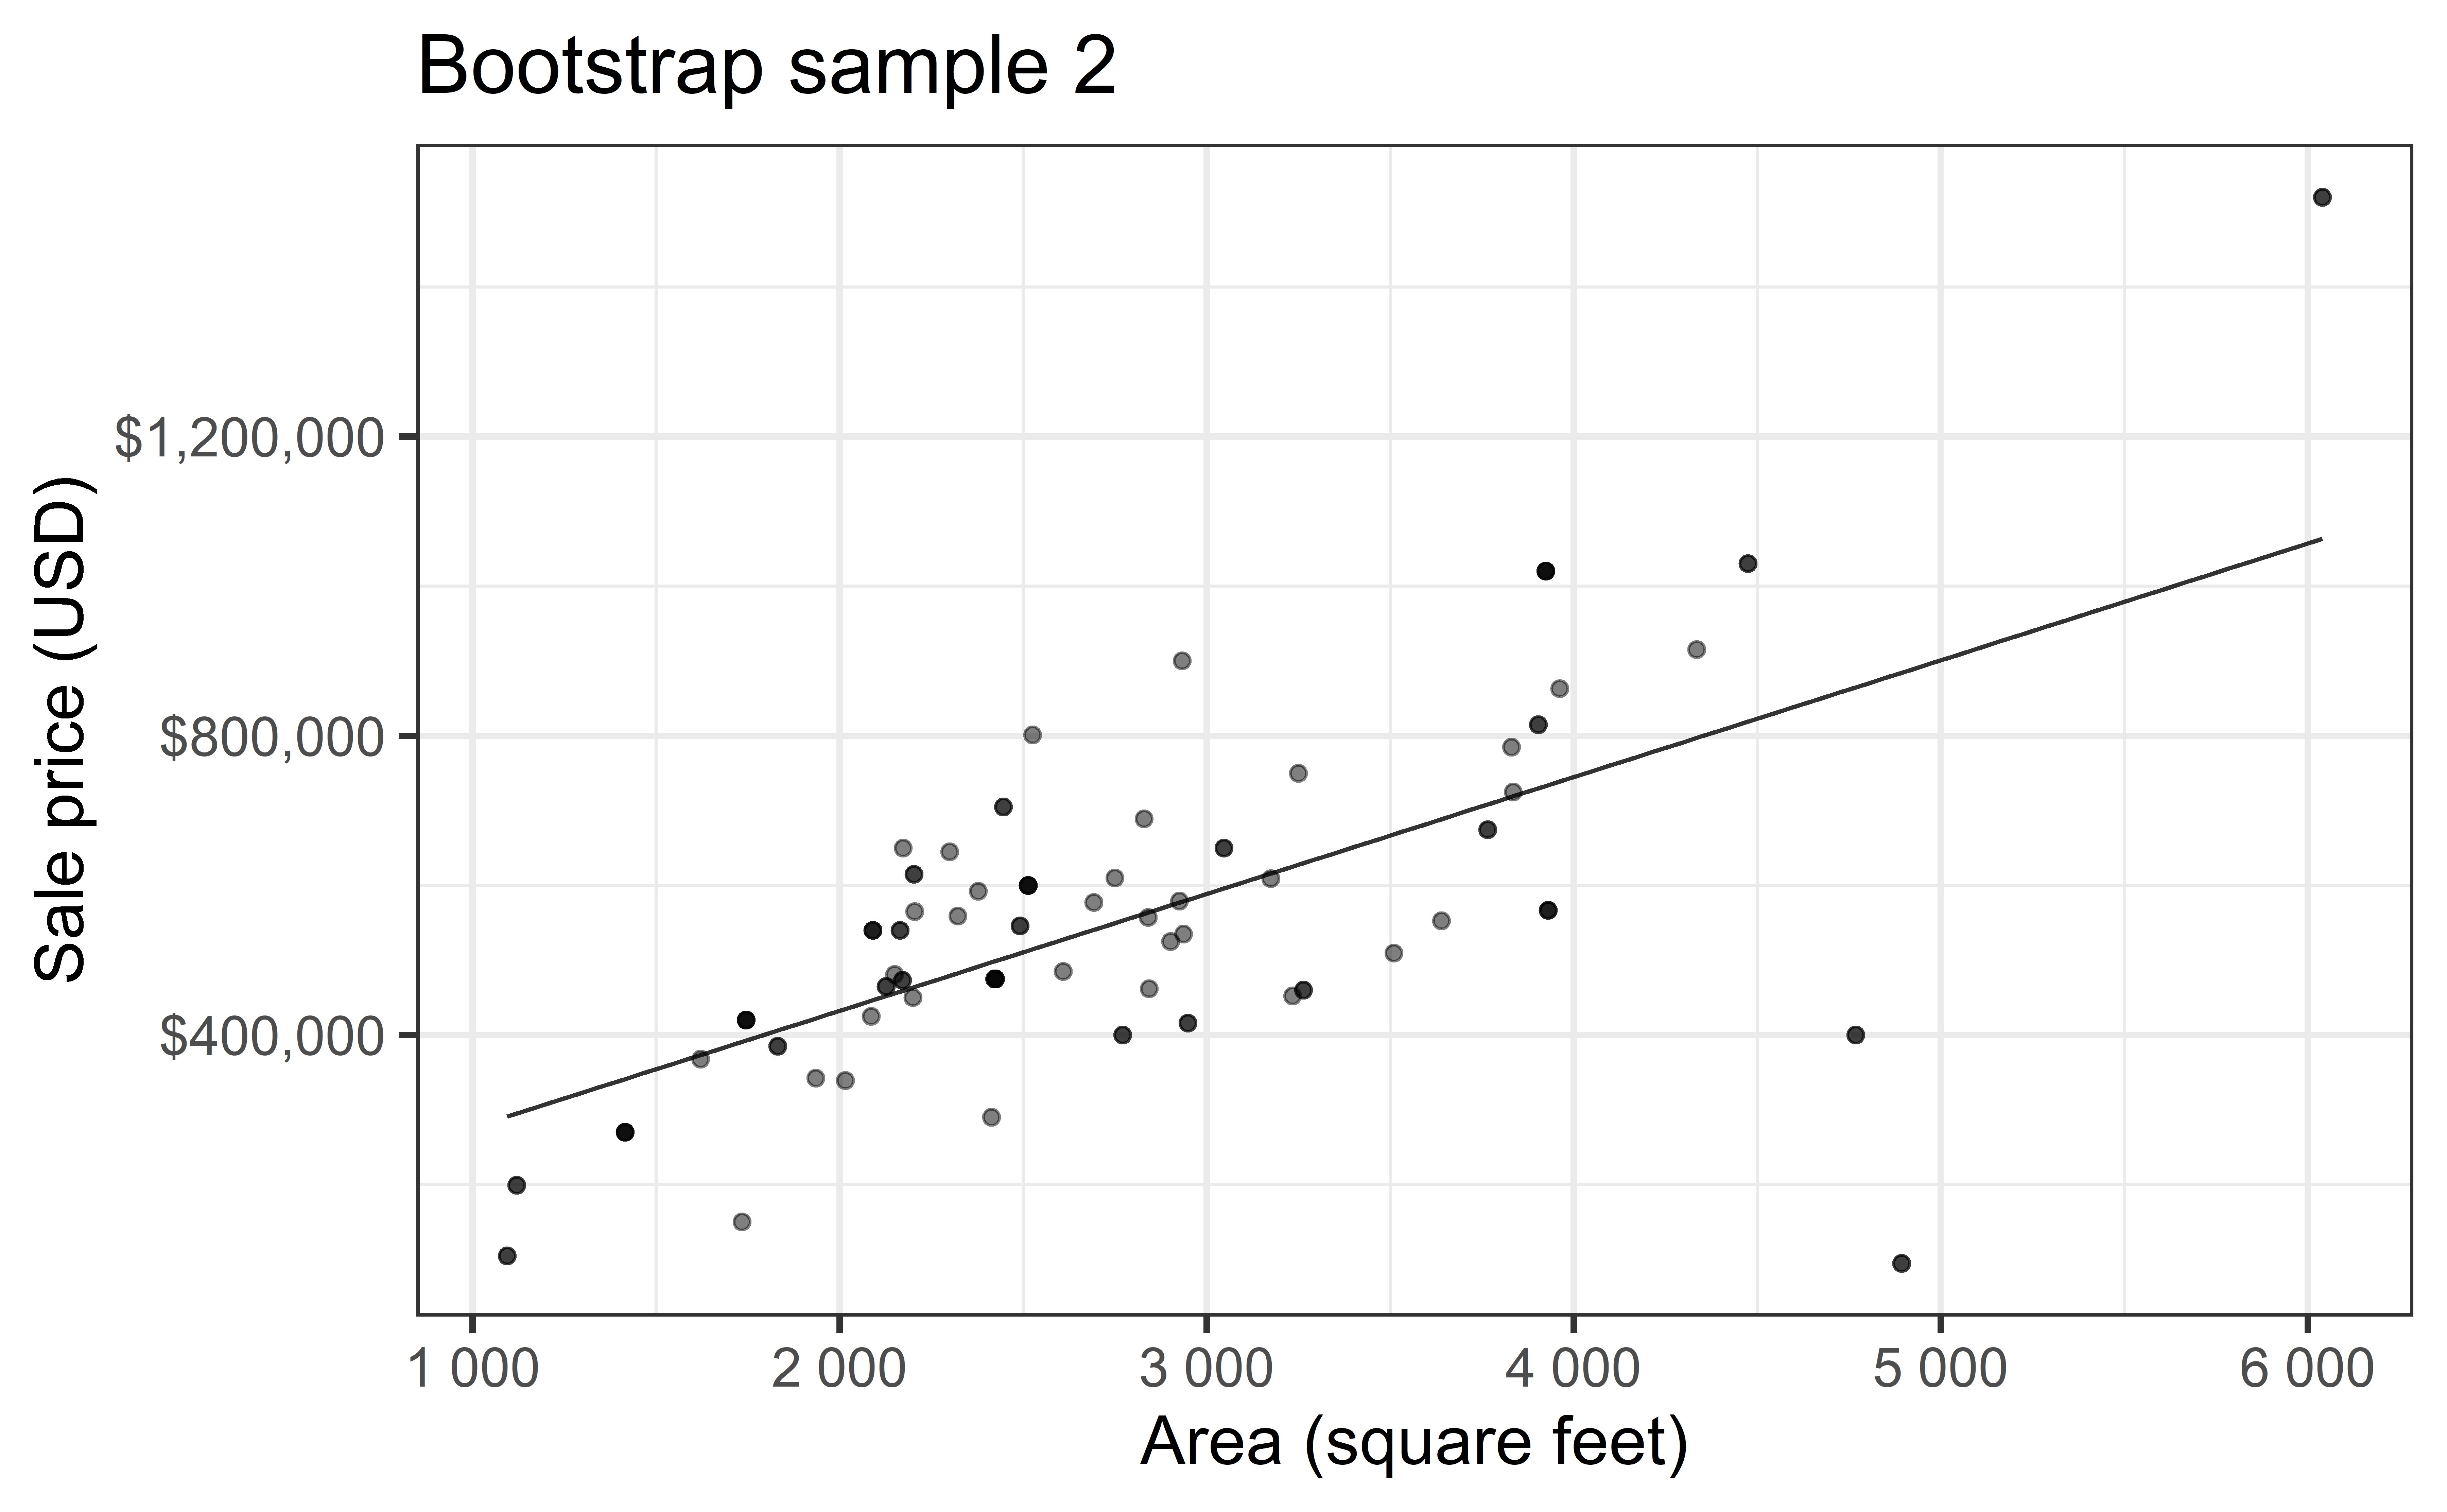 Bootstrap sample 2
Sale price (USD)
$1,200,000
$800,000
$400,000
1 000 2 000 3 000 4 000 5 000 6 000
Area (square feet)